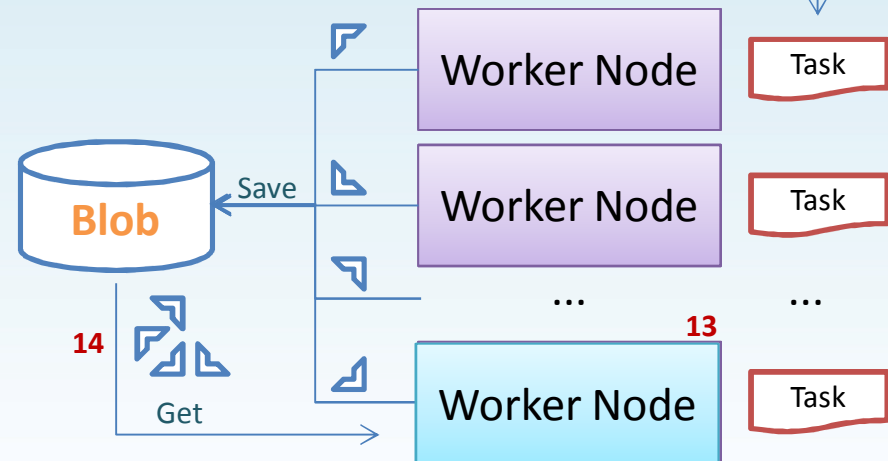 Worker Node
Task
Save
Worker Node
Task
Blob
...
...
13
14
Worker Node
Task
Get